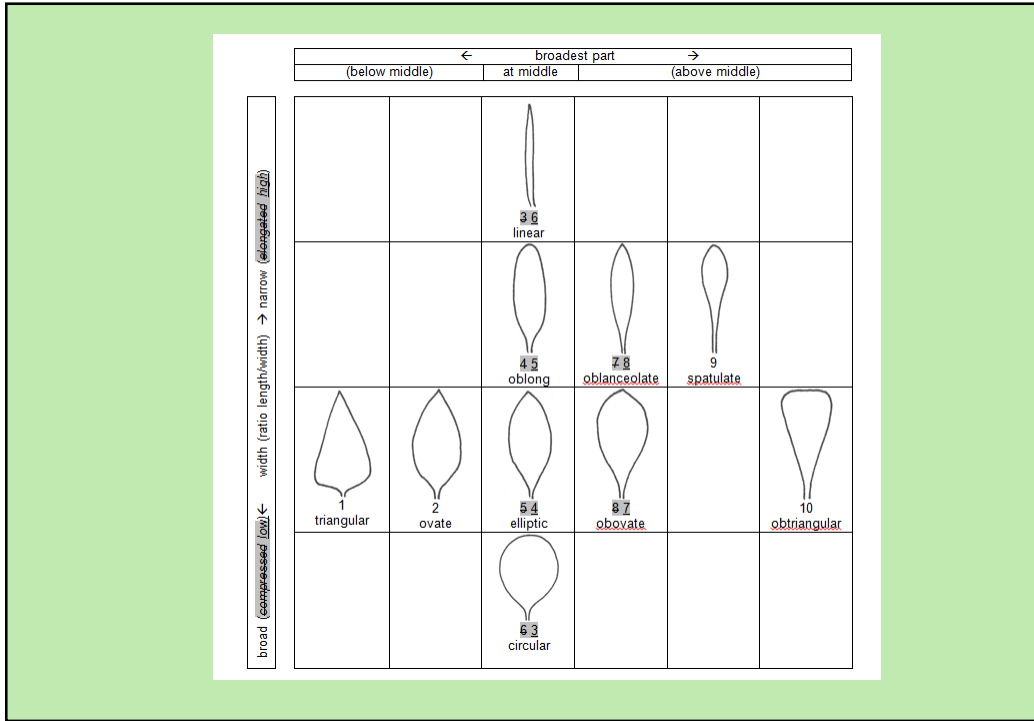 ← broadest part →
(below middle) at middle (above middle)
broad (compressed low)← width (ratio length/width) → narrow (elongated high)
3 6
linear
4 5
oblong
7 8
oblanceolate
9
spatulate
1
triangular
2
ovate
5 4
elliptic
8 7
obovate
10
obtriangular
6 3
circular